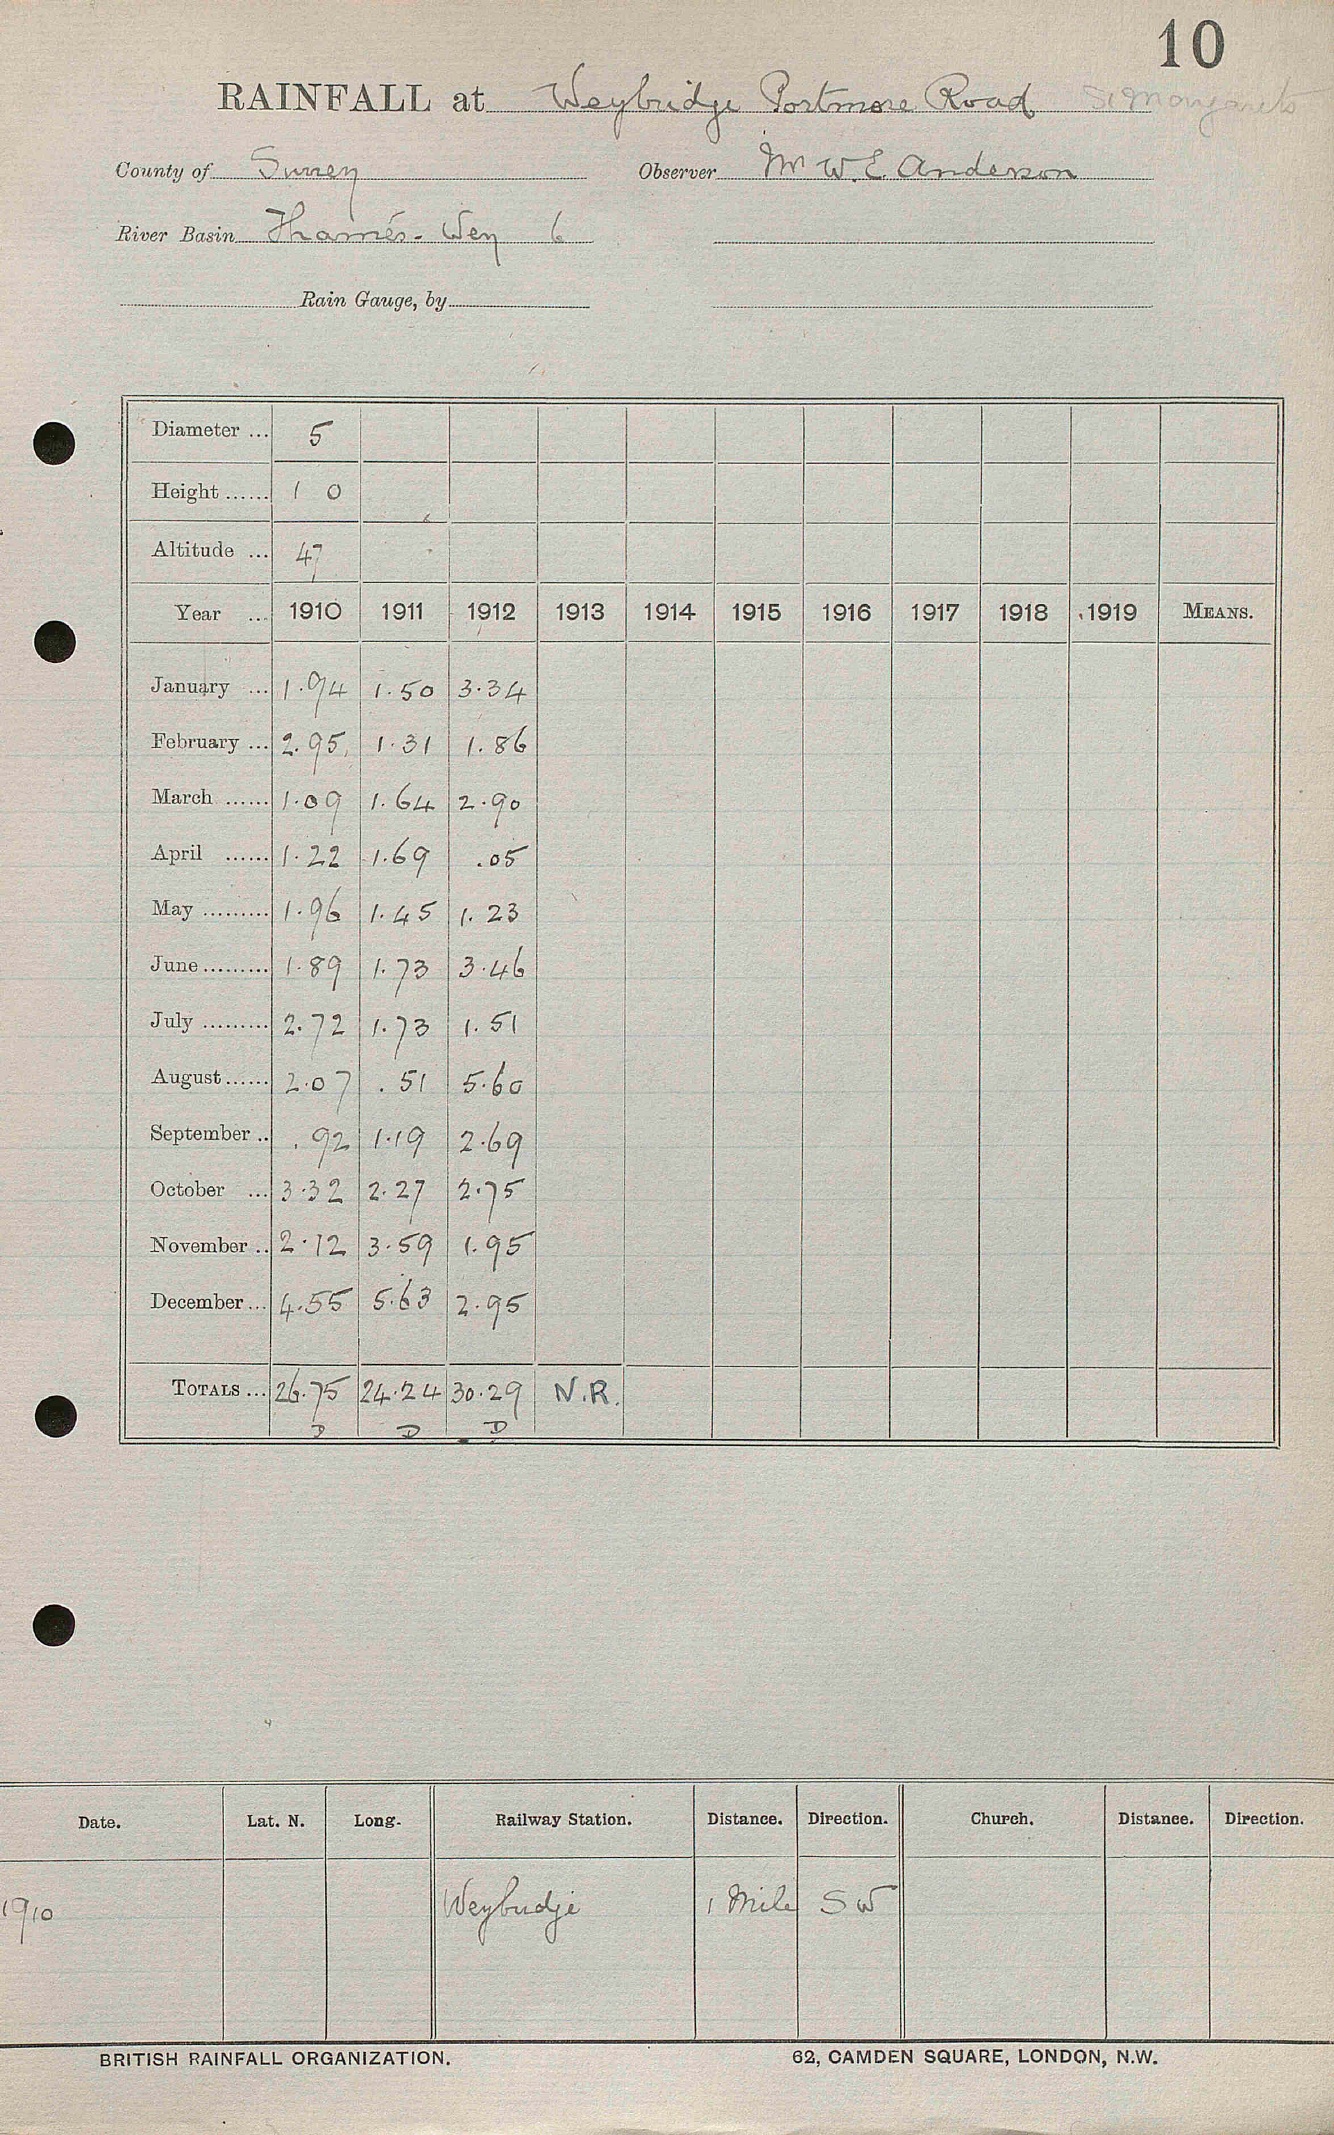 10
RAINFALL at Weybridge Portmore Road St Margarets
County of Surrey Observer Mr W. E. Anderson
River Basin Thames - Wey 6
Rain Gauge, by
Diameter ... 5
Height ...... 1 0
Altitude ... 47
Year ... 1910 1911 1912 1913 1914 1915 1916 1917 1918 1919 MEANS.
January ... 1.94 1.50 3.34
February ... 2.95 1.31 1.86
March ...... 1.09 1.64 2.90
April ...... 1.22 1.69 .05
May ......... 1.96 1.45 1.23
June ......... 1.89 1.73 3.46
July ......... 2.72 1.73 1.51
August ...... 2.07 .51 5.60
September .. .92 1.19 2.69
October ... 3.32 2.27 2.75
November .. 2.12 3.59 1.95
December ... 4.55 5.63 2.95
TOTALS ... 26.75 24.24 30.29 N.R.
D D D
Date. Lat. N. Long. Railway Station. Distance. Direction. Church. Distance. Direction.
1910 Weybridge 1 Mile SW
BRITISH RAINFALL ORGANIZATION. 62, CAMDEN SQUARE, LONDON, N.W.